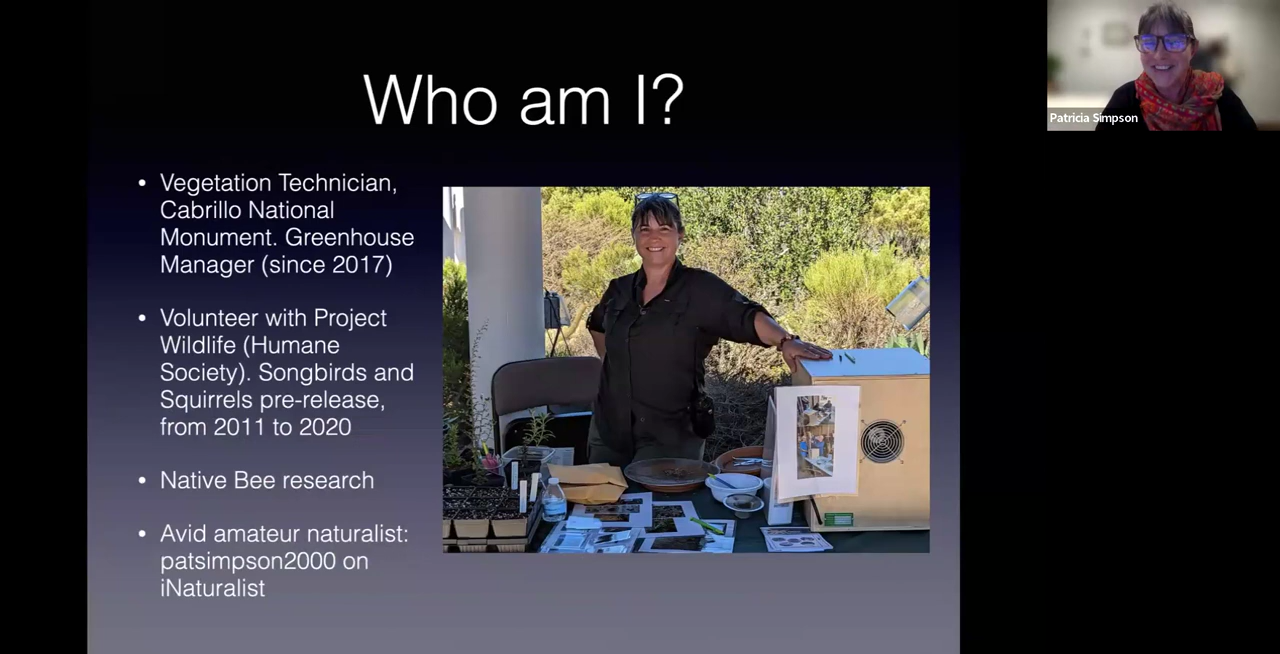 Who am I?
Patricia Simpson
• Vegetation Technician,
Cabrillo National
Monument. Greenhouse
Manager (since 2017)
• Volunteer with Project
Wildlife (Humane
Society). Songbirds and
Squirrels pre-release,
from 2011 to 2020
• Native Bee research
• Avid amateur naturalist:
patsimpson2000 on
iNaturalist